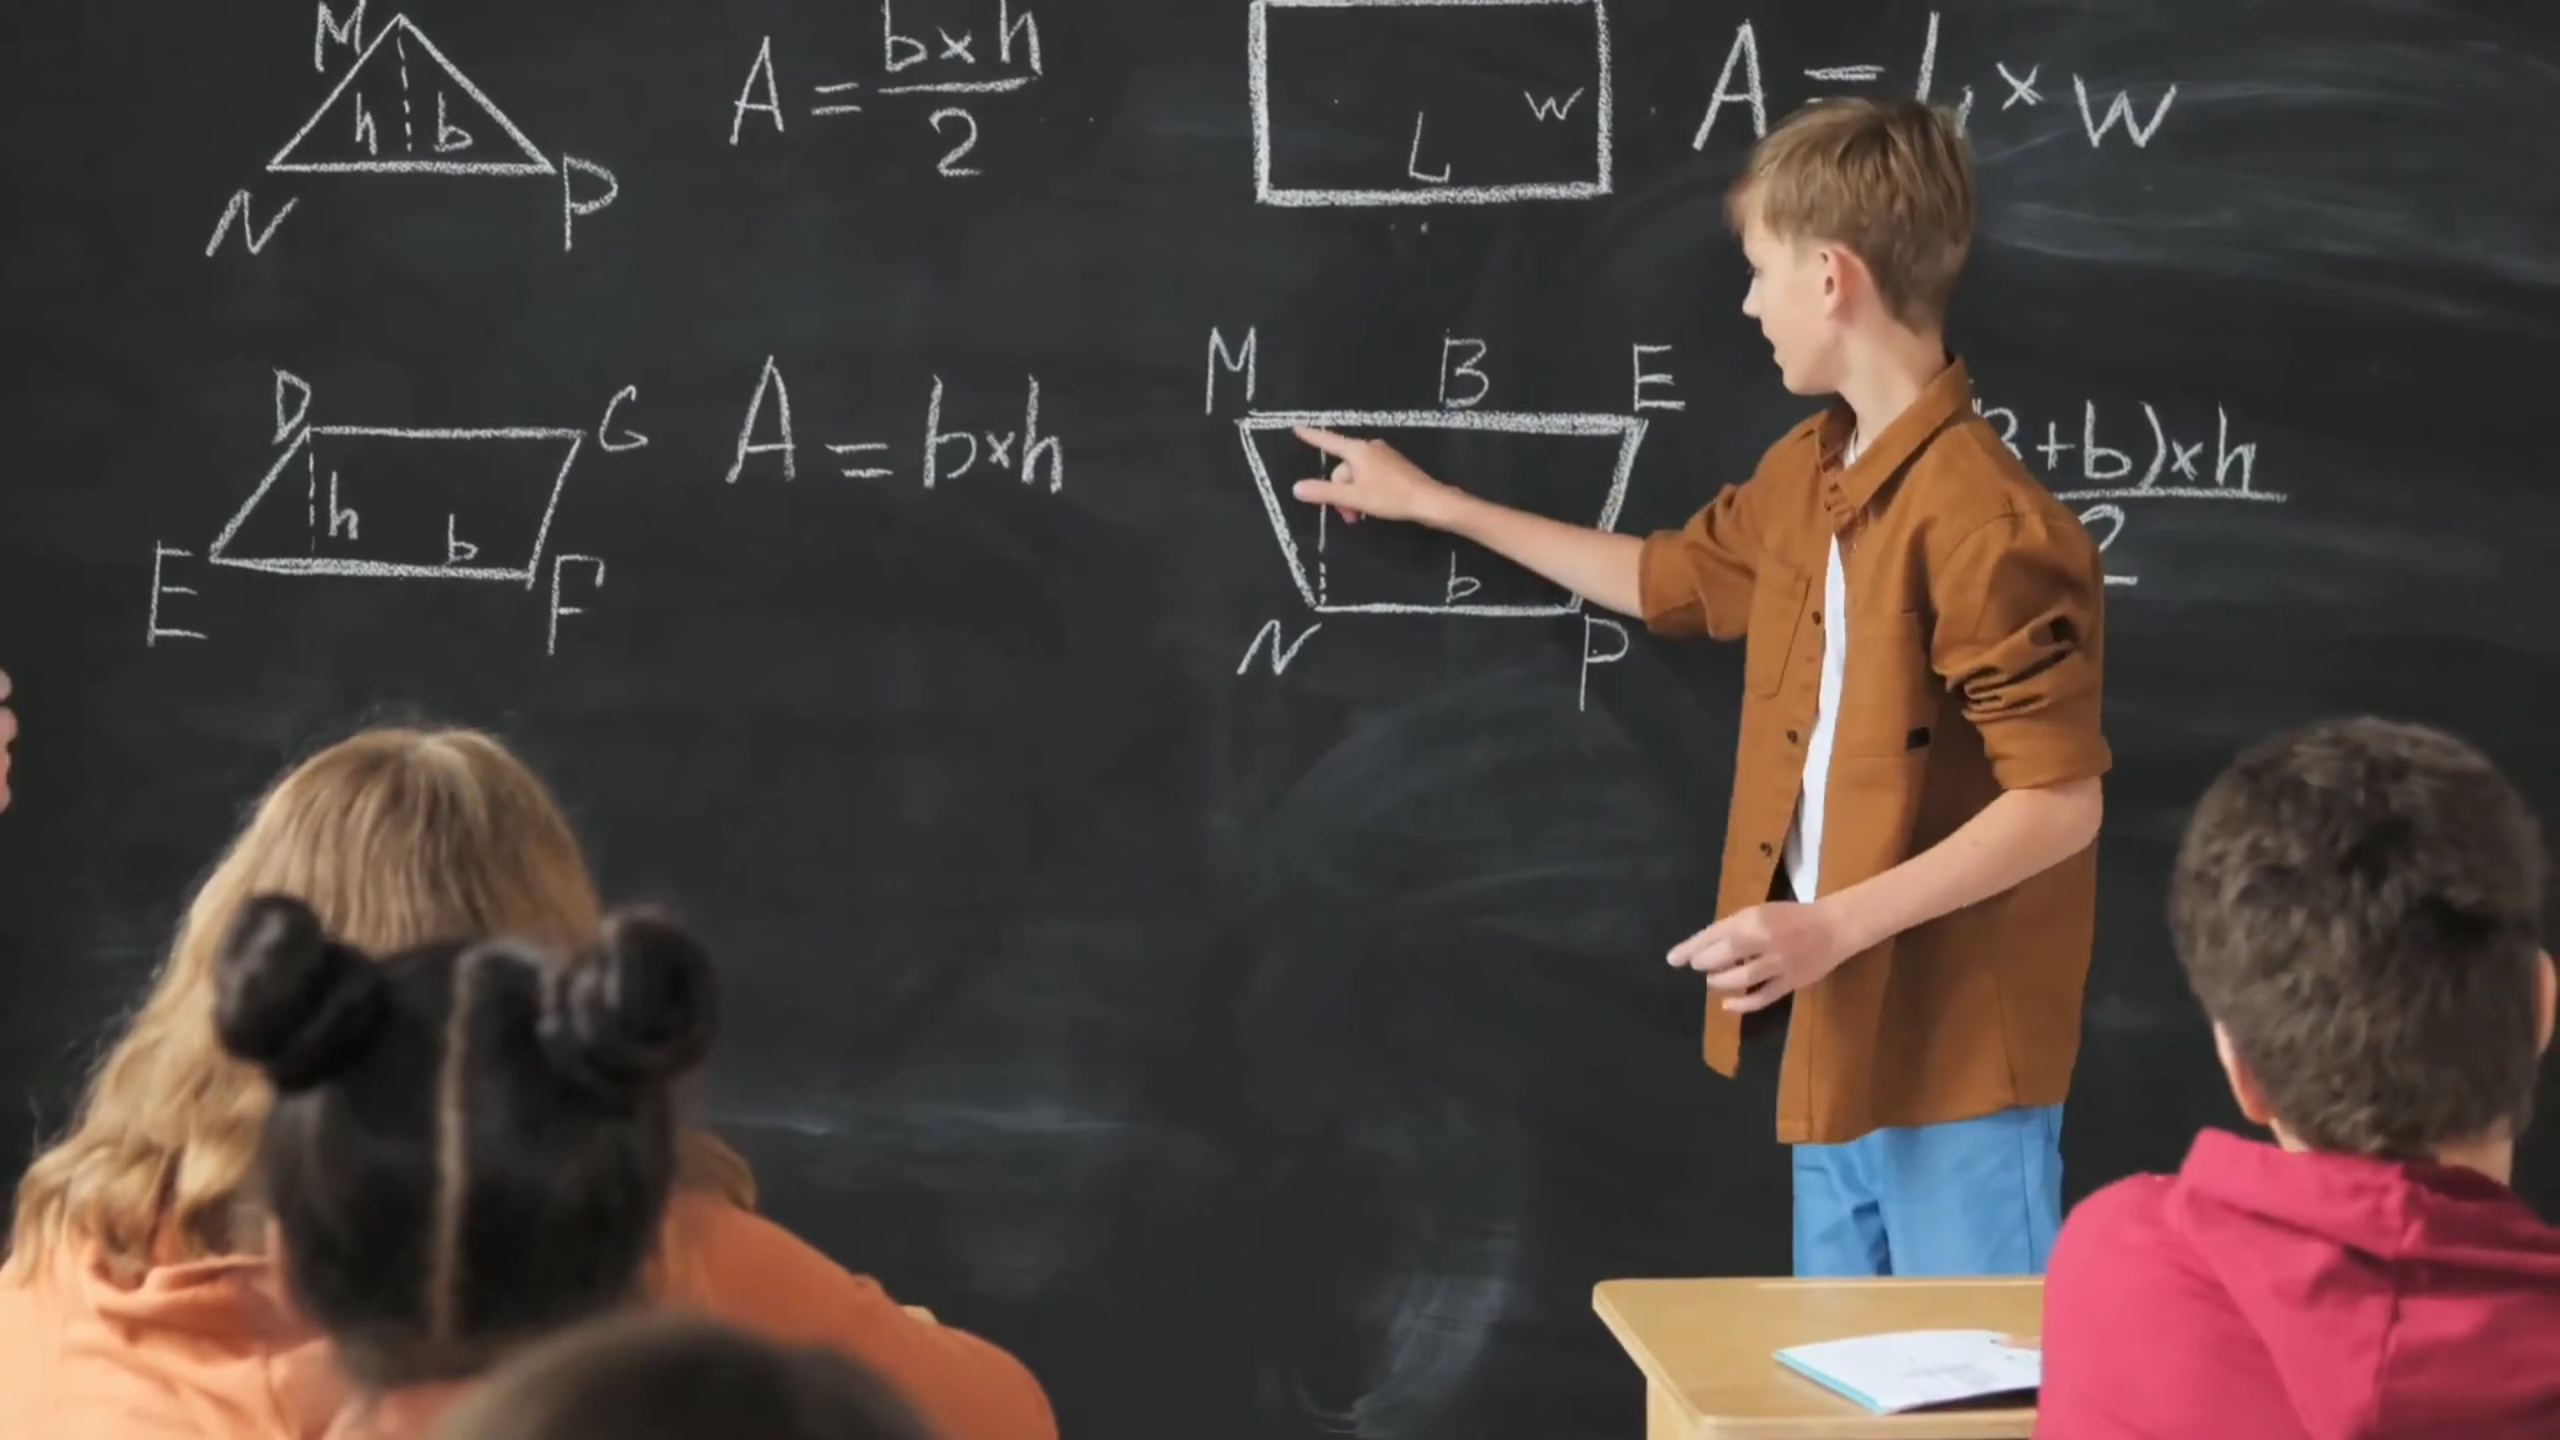 M
h b
N P
A = b×h
2
L W
A = L × W
D G
h b
E F
A = b×h
M B E
b
N P
+b)×h
2